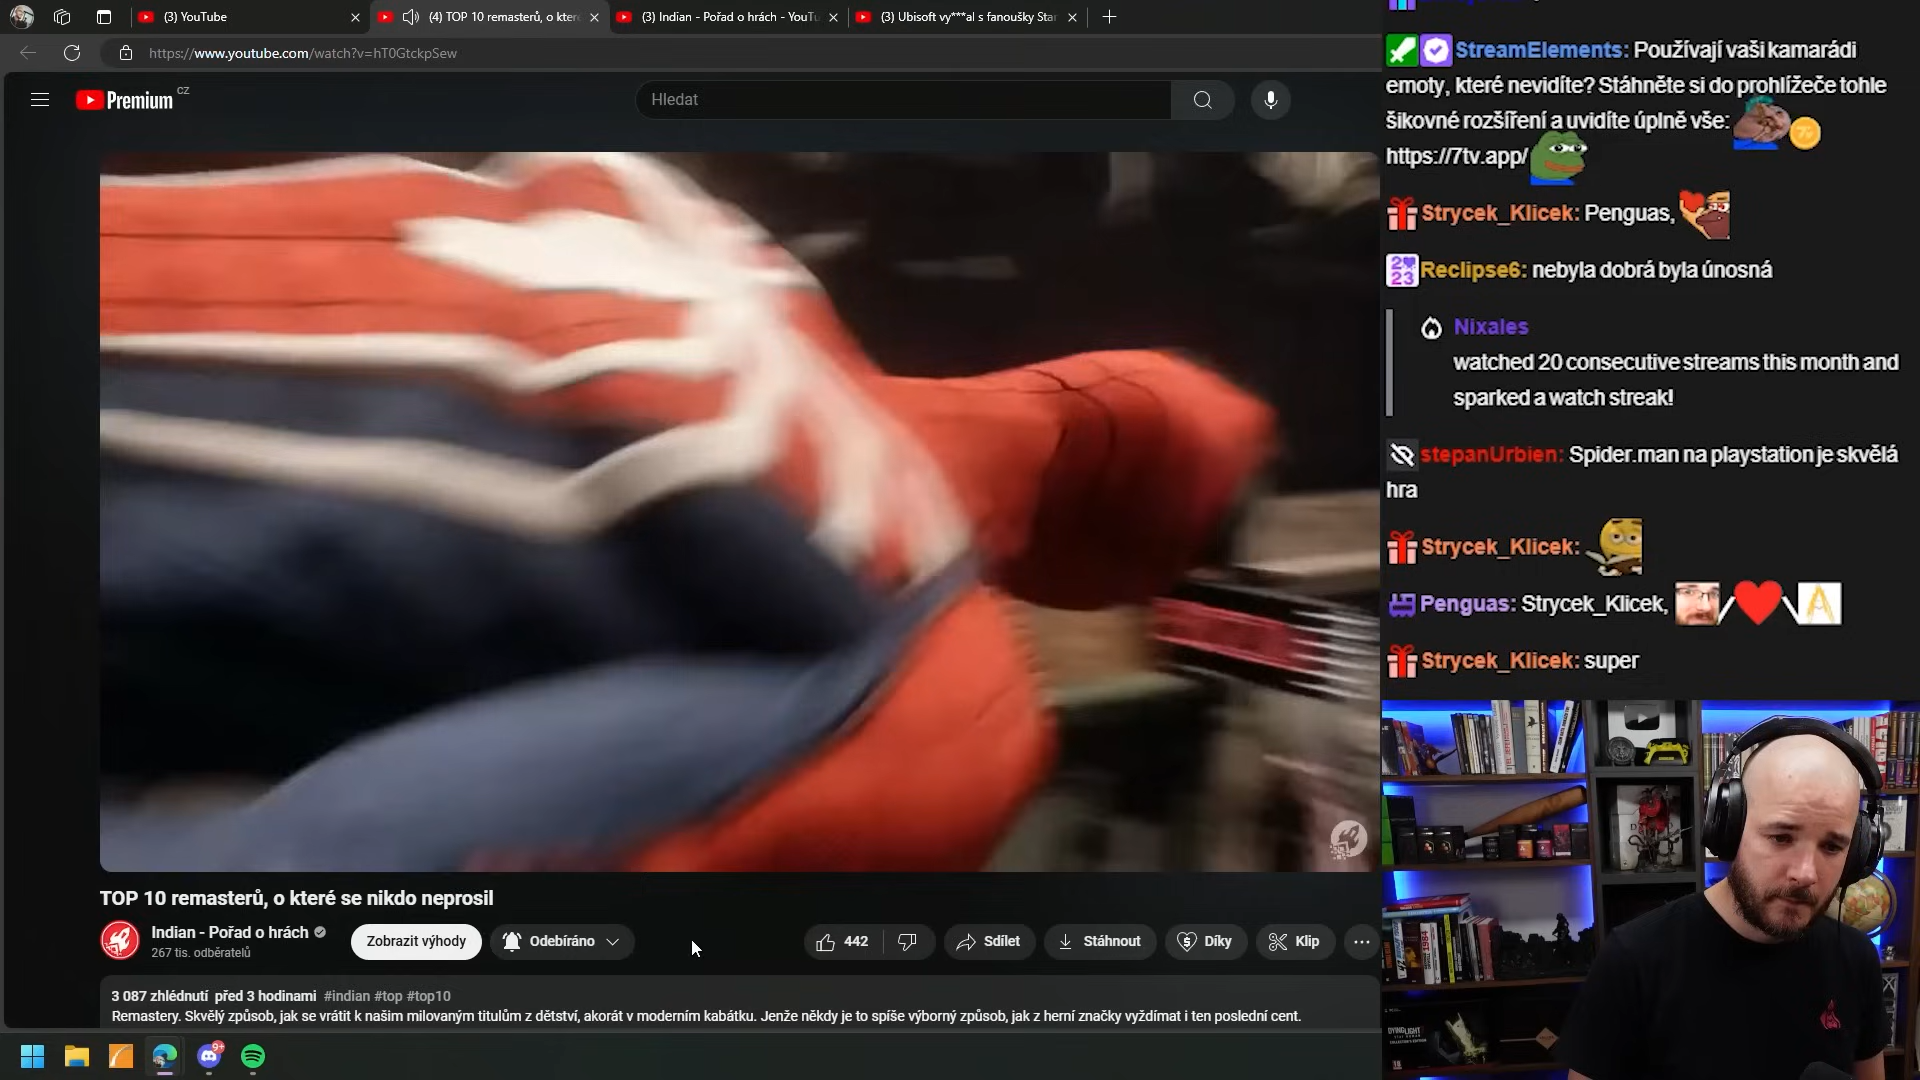 (3) YouTube
(4) TOP 10 remasterů, o kter
(3) Indian - Pořad o hrách - YouTu
(3) Ubisoft vy***al s fanoušky Star
https://www.youtube.com/watch?v=hT0GtckpSew
Premium CZ
Hledat
TOP 10 remasterů, o které se nikdo neprosil
Indian - Pořad o hrách
267 tis. odběratelů
Zobrazit výhody
Odebíráno
442
Sdílet
Stáhnout
Díky
Klip
3 087 zhlédnutí před 3 hodinami #indian #top #top10
Remastery. Skvělý způsob, jak se vrátit k našim milovaným titulům z dětství, akorát v moderním kabátku. Jenže někdy je to spíše výborný způsob, jak z herní značky vyždímat i ten poslední cent.
9+
StreamElements: Používají vaši kamarádi
emoty, které nevidíte? Stáhněte si do prohlížeče tohle
šikovné rozšíření a uvidíte úplně vše:
https://7tv.app/
Strycek_Klicek: Penguas,
Reclipse6: nebyla dobrá byla únosná
Nixales
watched 20 consecutive streams this month and
sparked a watch streak!
stepanUrbien: Spider.man na playstation je skvělá
hra
Strycek_Klicek:
Penguas: Strycek_Klicek,
Strycek_Klicek: super
1984
DYING LIGHT